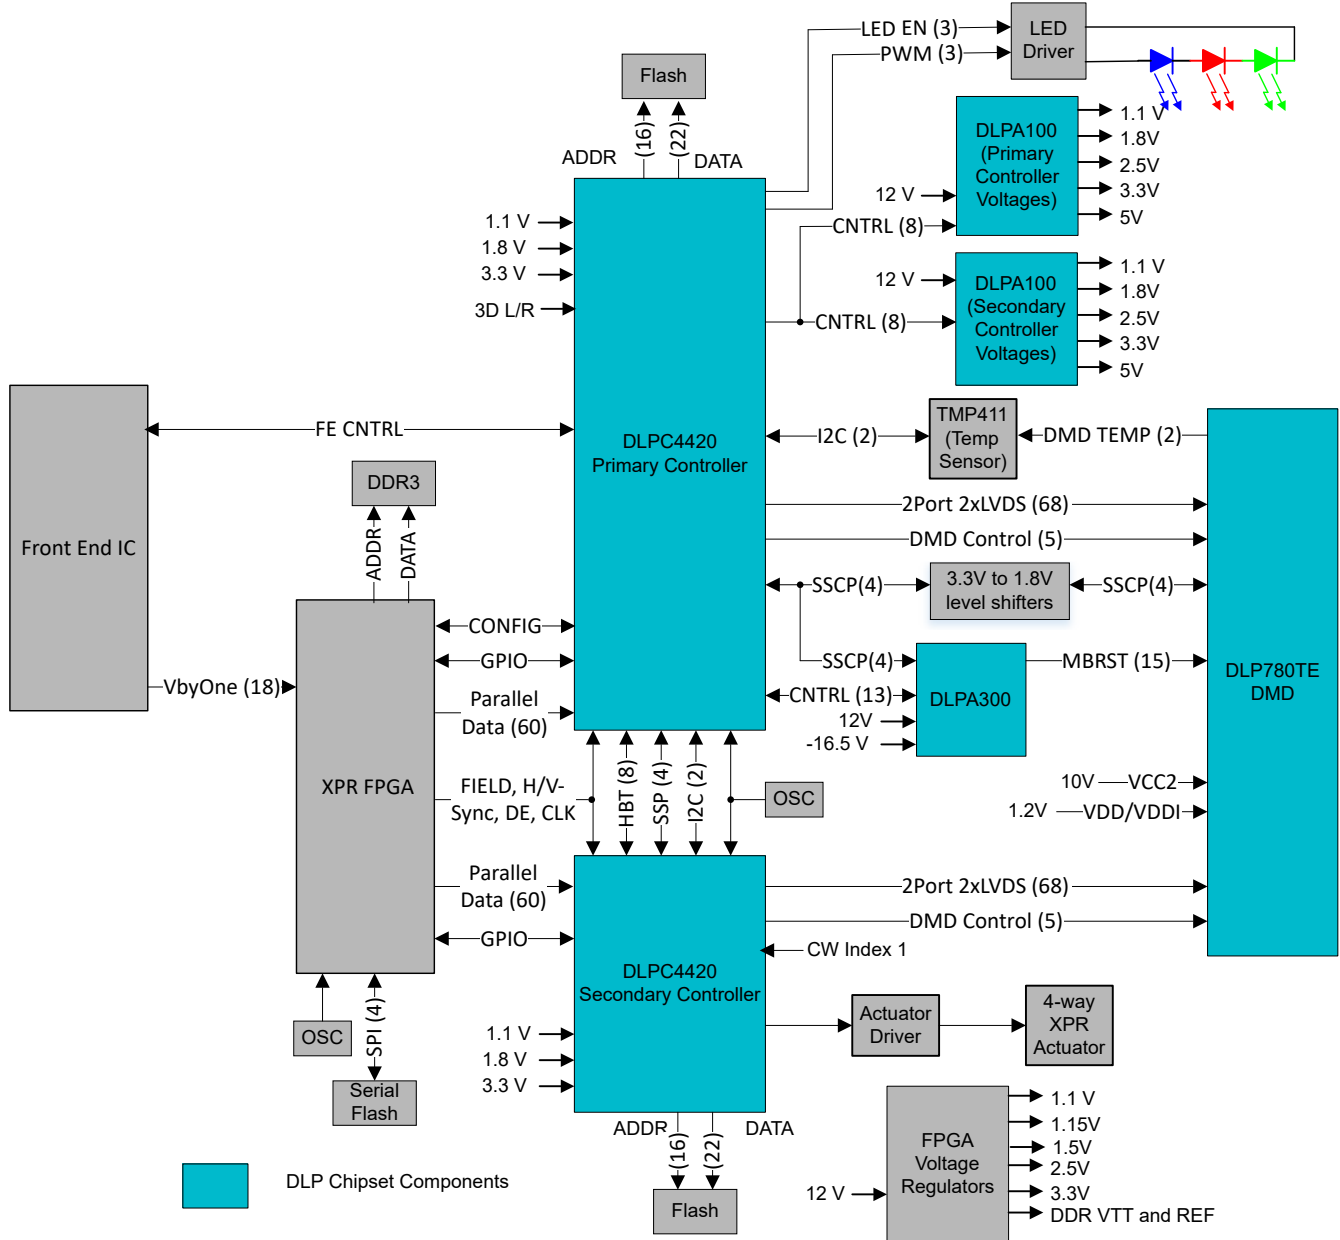 LED EN (3)
PWM (3)
LED
Driver
Flash
(16)
(22)
ADDR
DATA
DLPA100
(Primary
Controller
Voltages)
12 V
CNTRL (8)
1.1 V
1.8V
2.5V
3.3V
5V
1.1 V
1.8 V
3.3 V
3D L/R
12 V
CNTRL (8)
DLPA100
(Secondary
Controller
Voltages)
1.1 V
1.8V
2.5V
3.3V
5V
Front End IC
FE CNTRL
DLPC4420
Primary Controller
I2C (2)
TMP411
(Temp
Sensor)
DMD TEMP (2)
DDR3
ADDR
DATA
2Port 2xLVDS (68)
DMD Control (5)
SSCP(4)
3.3V to 1.8V
level shifters
SSCP(4)
CONFIG
GPIO
VbyOne (18)
Parallel
Data (60)
SSCP(4)
CNTRL (13)
12V
-16.5 V
DLPA300
MBRST (15)
DLP780TE
DMD
XPR FPGA
FIELD, H/V-
Sync, DE, CLK
HBT (8)
SSP (4)
I2C (2)
OSC
10V
VCC2
1.2V
VDD/VDDI
Parallel
Data (60)
GPIO
DLPC4420
Secondary Controller
2Port 2xLVDS (68)
DMD Control (5)
CW Index 1
OSC
SPI (4)
Serial
Flash
1.1 V
1.8 V
3.3 V
Actuator
Driver
4-way
XPR
Actuator
ADDR
DATA
(16)
(22)
Flash
12 V
FPGA
Voltage
Regulators
1.1 V
1.15V
1.5V
2.5V
3.3V
DDR VTT and REF
DLP Chipset Components